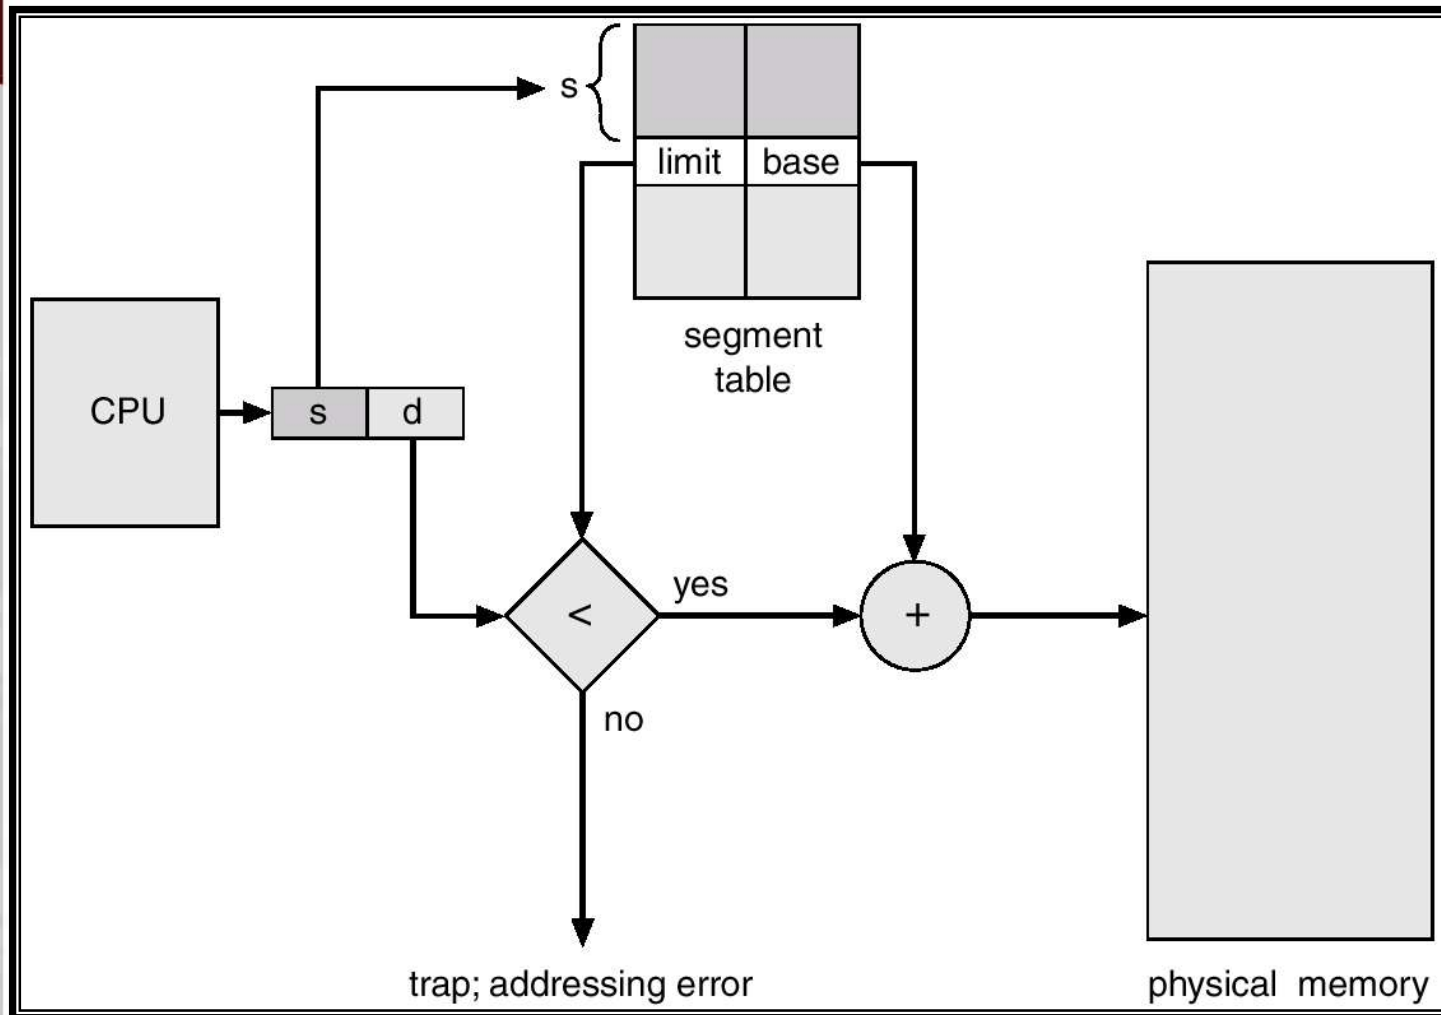 s
limit base
segment
table
CPU
s d
<
yes
+
no
trap; addressing error
physical memory